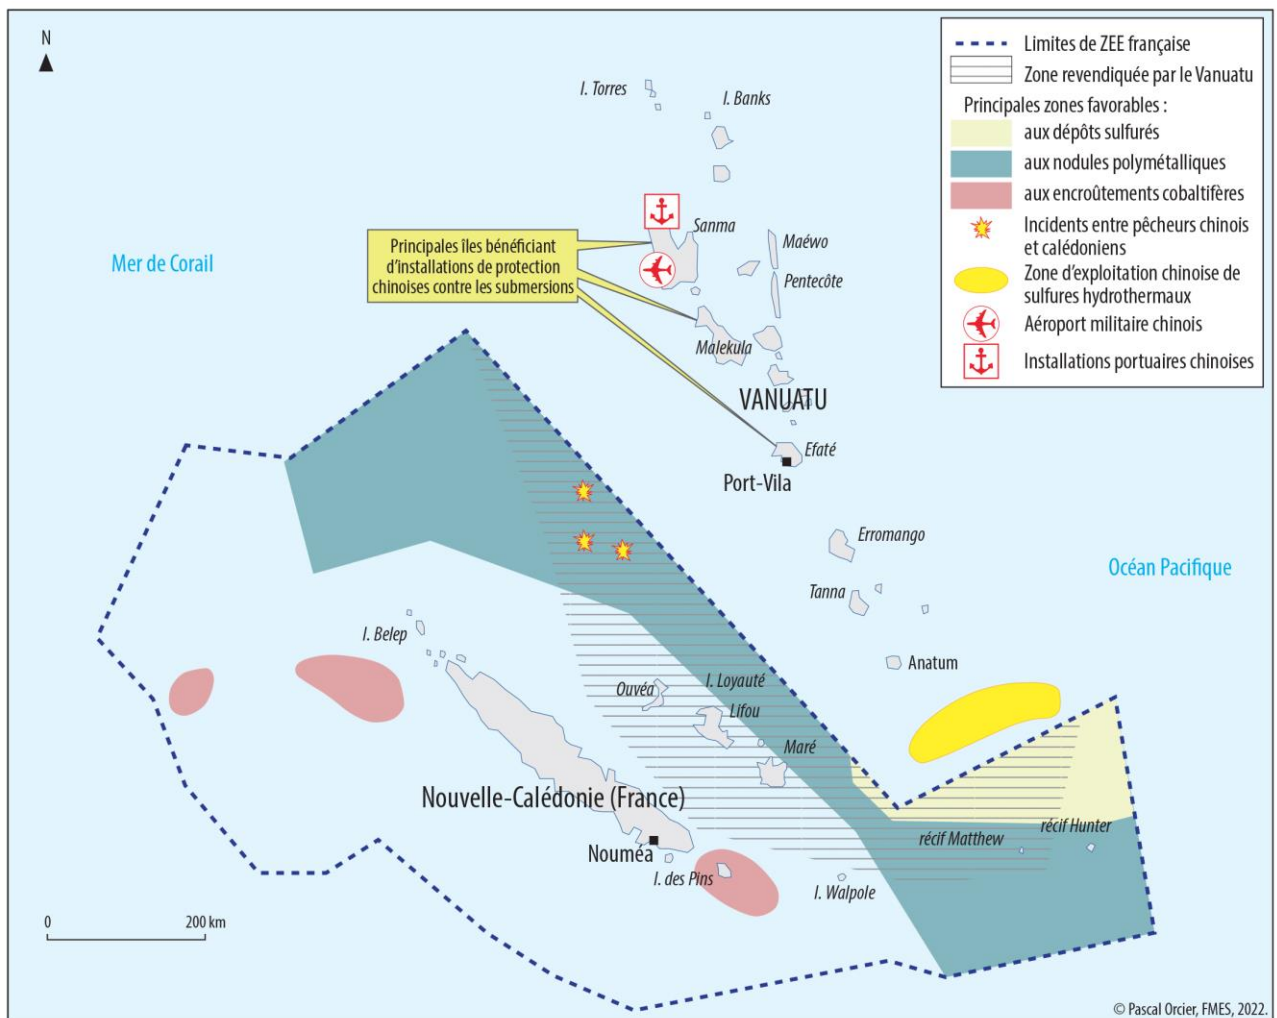 N
Limites de ZEE française
Zone revendiquée par le Vanuatu
Principales zones favorables :
aux dépôts sulfurés
aux nodules polymétalliques
aux encroûtements cobaltifères
Incidents entre pêcheurs chinois
et calédoniens
Zone d'exploitation chinoise de
sulfures hydrothermaux
Aéroport militaire chinois
Installations portuaires chinoises
I. Torres
I. Banks
Sanma
Maéwo
Principales îles bénéficiant
d'installations de protection
chinoises contre les submersions
Mer de Corail
Pentecôte
Malekula
VANUATU
Efaté
Port-Vila
Erromango
Océan Pacifique
Tanna
I. Belep
Anatum
Ouvéa
I. Loyauté
Lifou
Maré
Nouvelle-Calédonie (France)
récif Matthew
récif Hunter
Nouméa
I. des Pins
I. Walpole
0 200 km
© Pascal Orcier, FMES, 2022.